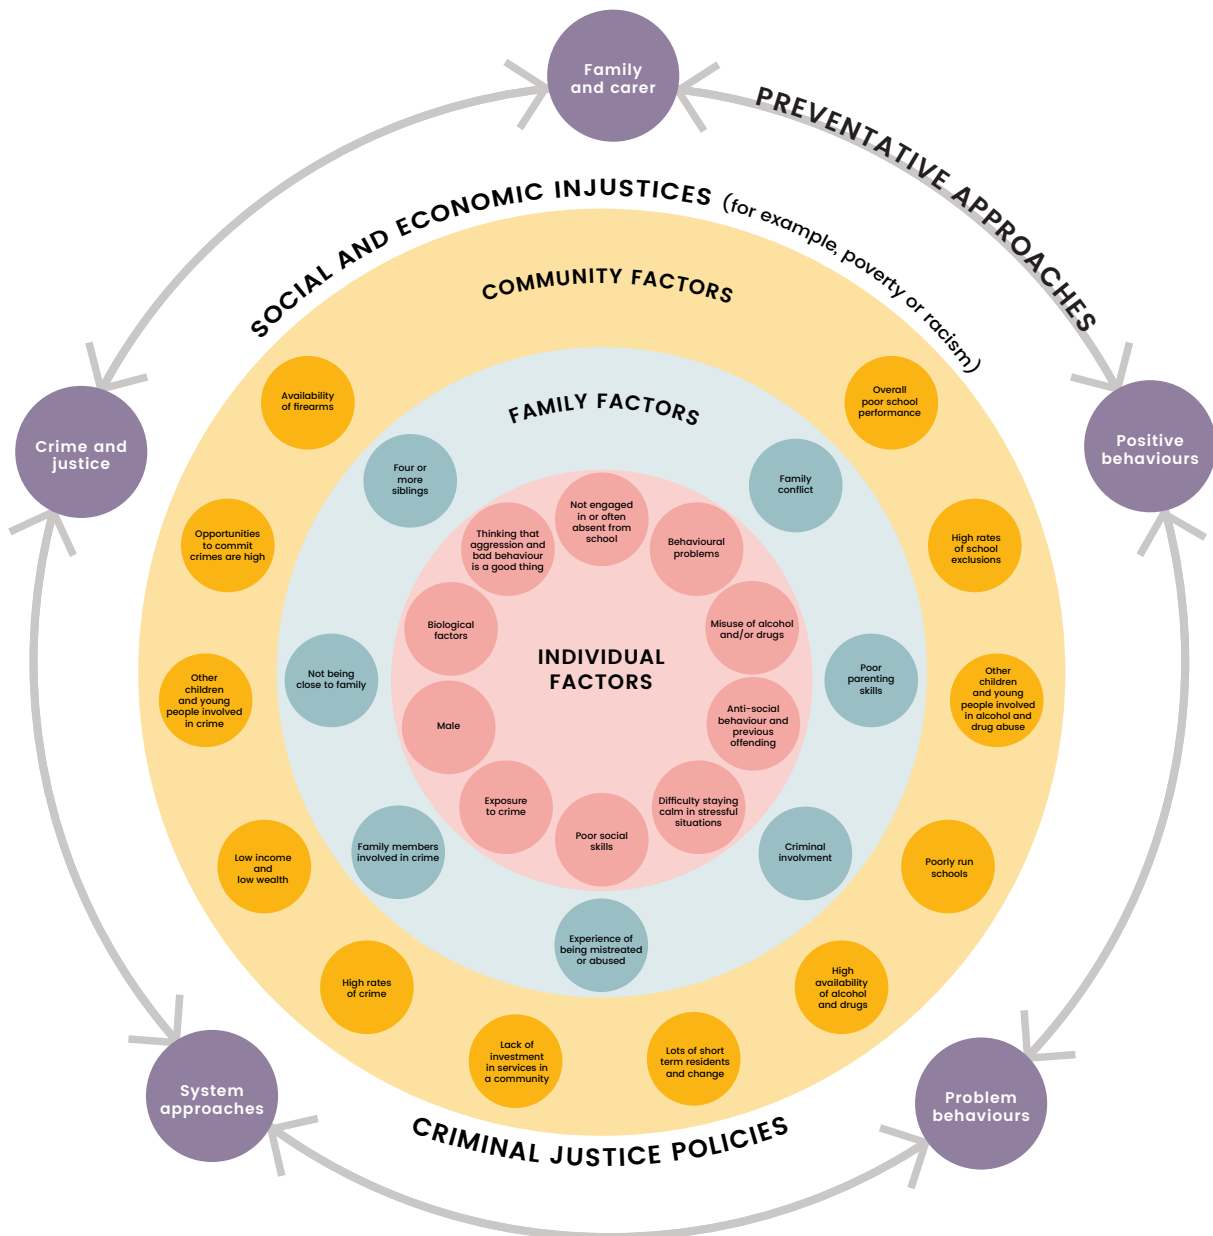 Family
and carer
PREVENTATIVE APPROACHES
SOCIAL AND ECONOMIC INJUSTICES (for example, poverty or racism)
COMMUNITY FACTORS
Availability
of firearms
Overall
poor school
performance
FAMILY FACTORS
Crime and
justice
Positive
behaviours
Four or
more
siblings
Family
conflict
Not engaged
in or often
absent from
school
Thinking that
aggression and
bad behaviour
is a good thing
Behavioural
problems
Opportunities
to commit
crimes are high
High rates
of school
exclusions
Biological
factors
Misuse of alcohol
and/or drugs
INDIVIDUAL
FACTORS
Other
children
and young
people involved
in crime
Not being
close to family
Poor
parenting
skills
Other
children
and young
people involved
in alcohol and
drug abuse
Male
Anti-social
behaviour and
previous
offending
Exposure
to crime
Difficulty staying
calm in stressful
situations
Poor social
skills
Family members
involved in crime
Criminal
involvment
Low income
and
low wealth
Poorly run
schools
Experience of
being mistreated
or abused
High rates
of crime
High
availability
of alcohol
and drugs
Lack of
investment
in services in
a community
Lots of short
term residents
and change
System
approaches
Problem
behaviours
CRIMINAL JUSTICE POLICIES